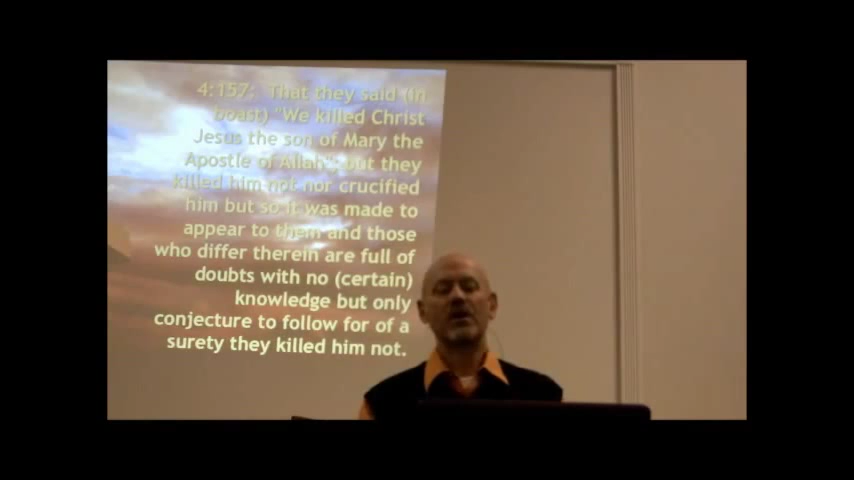 4:157: That they said (in
boast) "We killed Christ
Jesus the son of Mary the
Apostle of Allah"; but they
killed him not nor crucified
him but so it was made to
appear to them and those
who differ therein are full of
doubts with no (certain)
knowledge but only
conjecture to follow for of a
surety they killed him not.